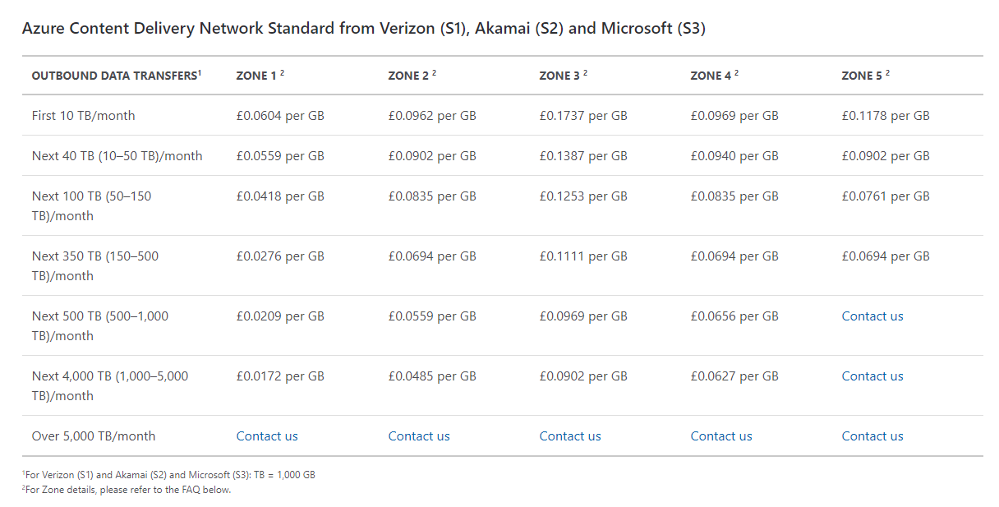 Azure Content Delivery Network Standard from Verizon (S1), Akamai (S2) and Microsoft (S3)
OUTBOUND DATA TRANSFERS¹ ZONE 1 ² ZONE 2 ² ZONE 3 ² ZONE 4 ² ZONE 5 ²
First 10 TB/month £0.0604 per GB £0.0962 per GB £0.1737 per GB £0.0969 per GB £0.1178 per GB
Next 40 TB (10–50 TB)/month £0.0559 per GB £0.0902 per GB £0.1387 per GB £0.0940 per GB £0.0902 per GB
Next 100 TB (50–150 £0.0418 per GB £0.0835 per GB £0.1253 per GB £0.0835 per GB £0.0761 per GB
TB)/month
Next 350 TB (150–500 £0.0276 per GB £0.0694 per GB £0.1111 per GB £0.0694 per GB £0.0694 per GB
TB)/month
Next 500 TB (500–1,000 £0.0209 per GB £0.0559 per GB £0.0969 per GB £0.0656 per GB Contact us
TB)/month
Next 4,000 TB (1,000–5,000 £0.0172 per GB £0.0485 per GB £0.0902 per GB £0.0627 per GB Contact us
TB)/month
Over 5,000 TB/month Contact us Contact us Contact us Contact us Contact us
¹For Verizon (S1) and Akamai (S2) and Microsoft (S3): TB = 1,000 GB
²For Zone details, please refer to the FAQ below.